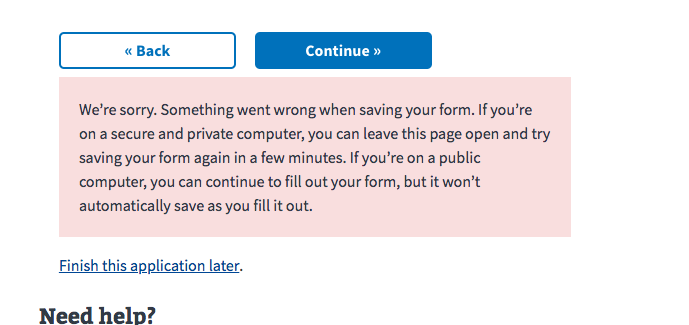 « Back
Continue »
We’re sorry. Something went wrong when saving your form. If you’re
on a secure and private computer, you can leave this page open and try
saving your form again in a few minutes. If you’re on a public
computer, you can continue to fill out your form, but it won’t
automatically save as you fill it out.
Finish this application later.
Need help?